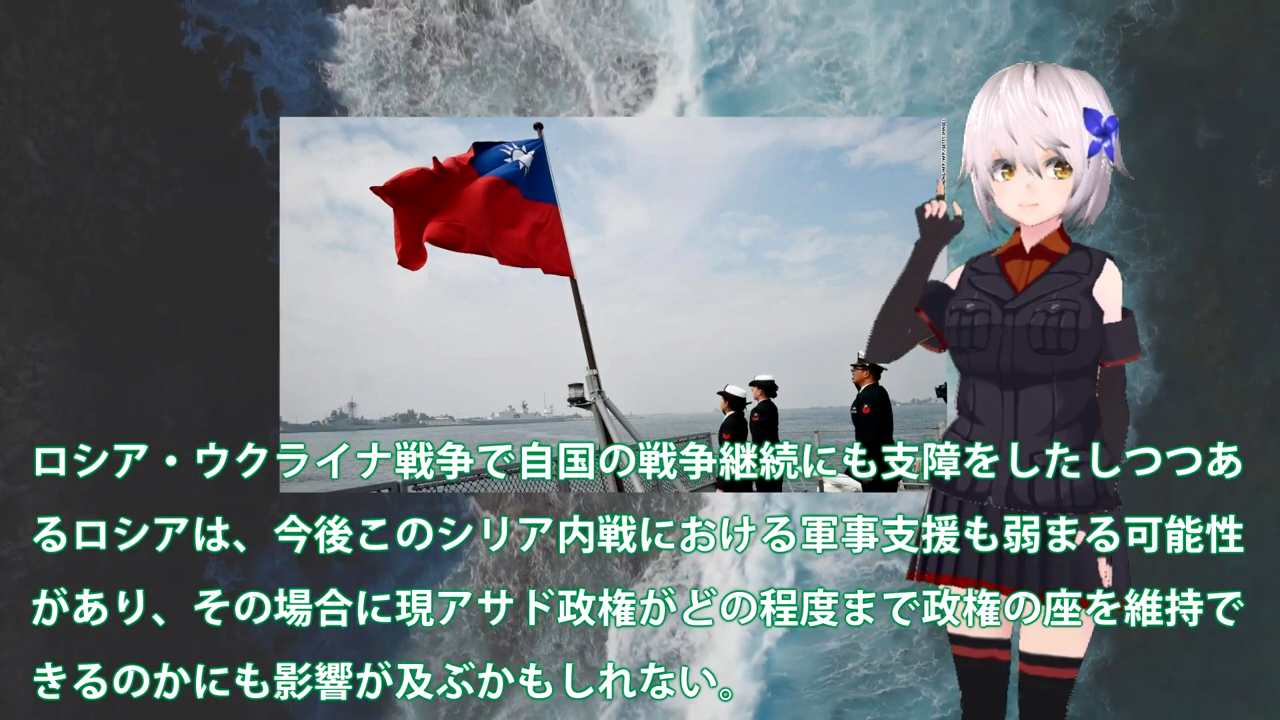 ロシア・ウクライナ戦争で自国の戦争継続にも支障をしたしつつあ
るロシアは、今後このシリア内戦における軍事支援も弱まる可能性
があり、その場合に現アサド政権がどの程度まで政権の座を維持で
きるのかにも影響が及ぶかもしれない。